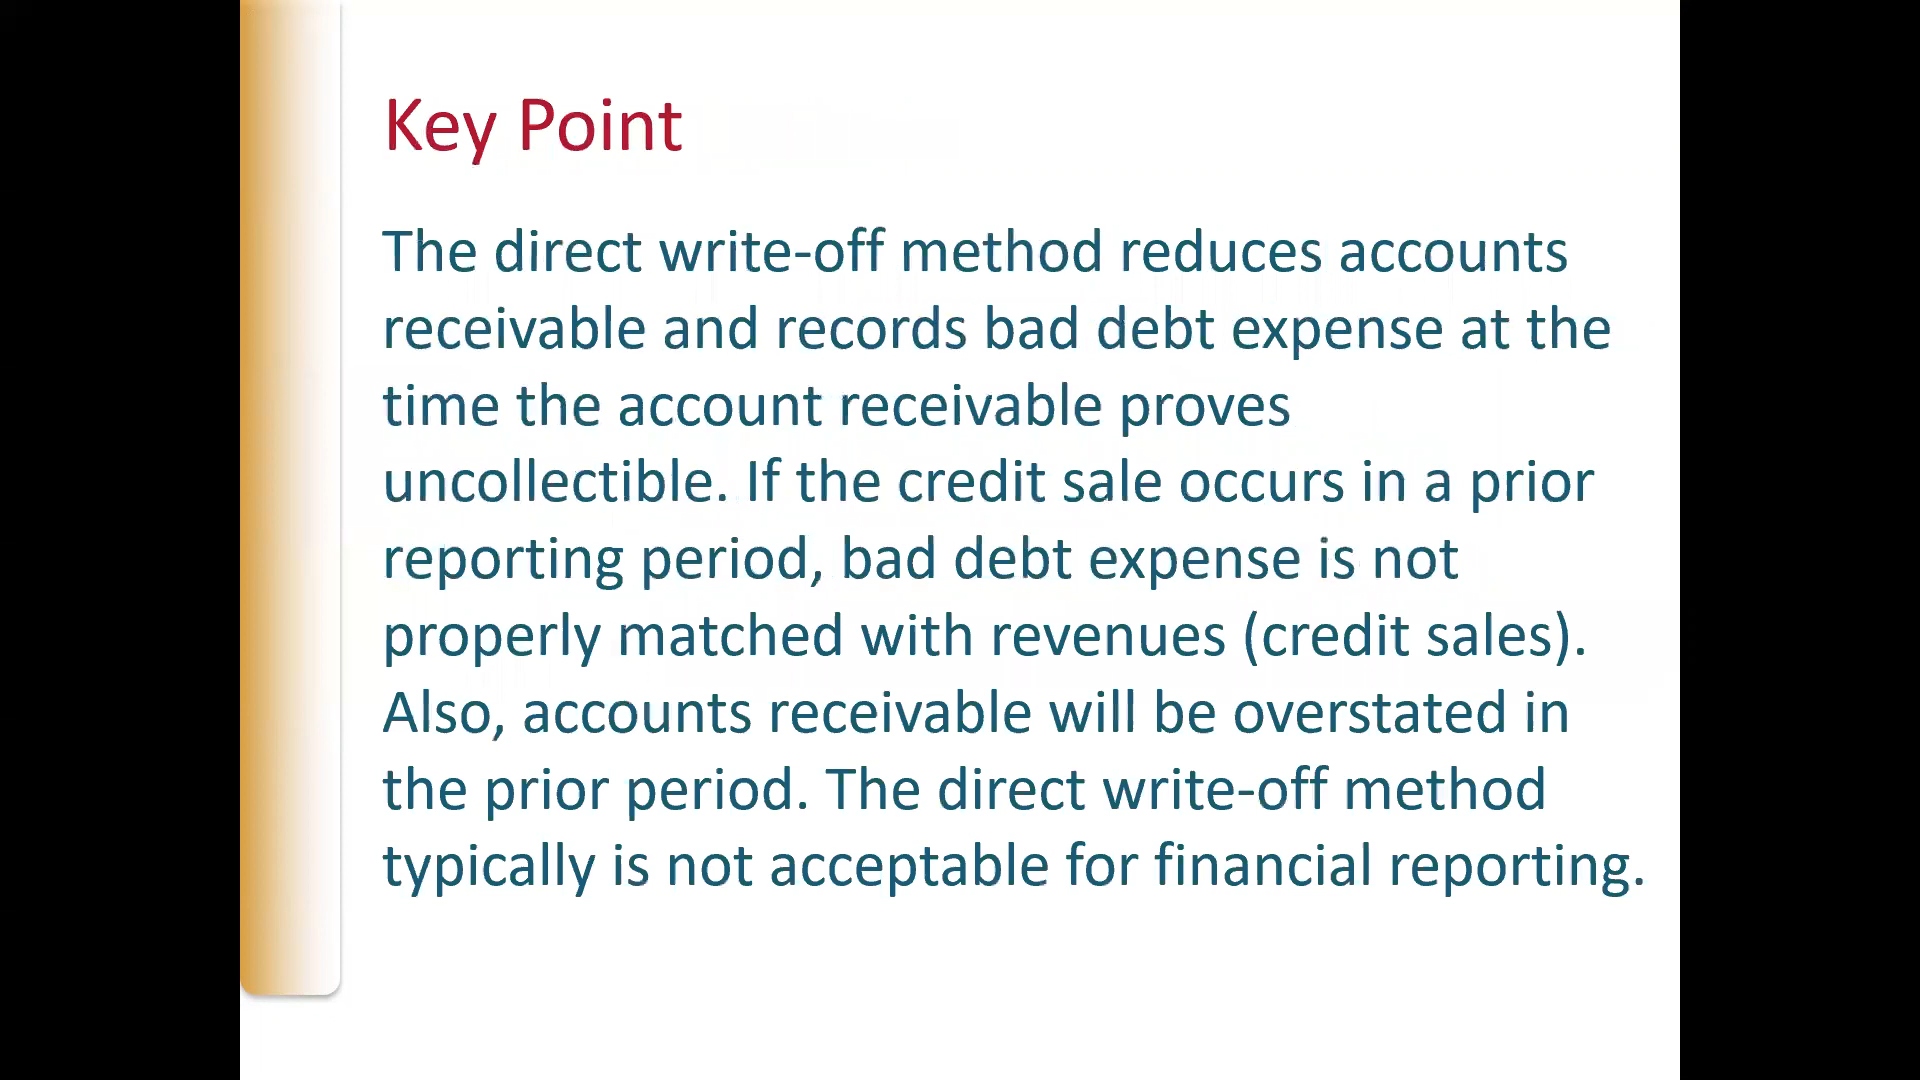 Key Point
The direct write-off method reduces accounts
receivable and records bad debt expense at the
time the account receivable proves
uncollectible. If the credit sale occurs in a prior
reporting period, bad debt expense is not
properly matched with revenues (credit sales).
Also, accounts receivable will be overstated in
the prior period. The direct write-off method
typically is not acceptable for financial reporting.